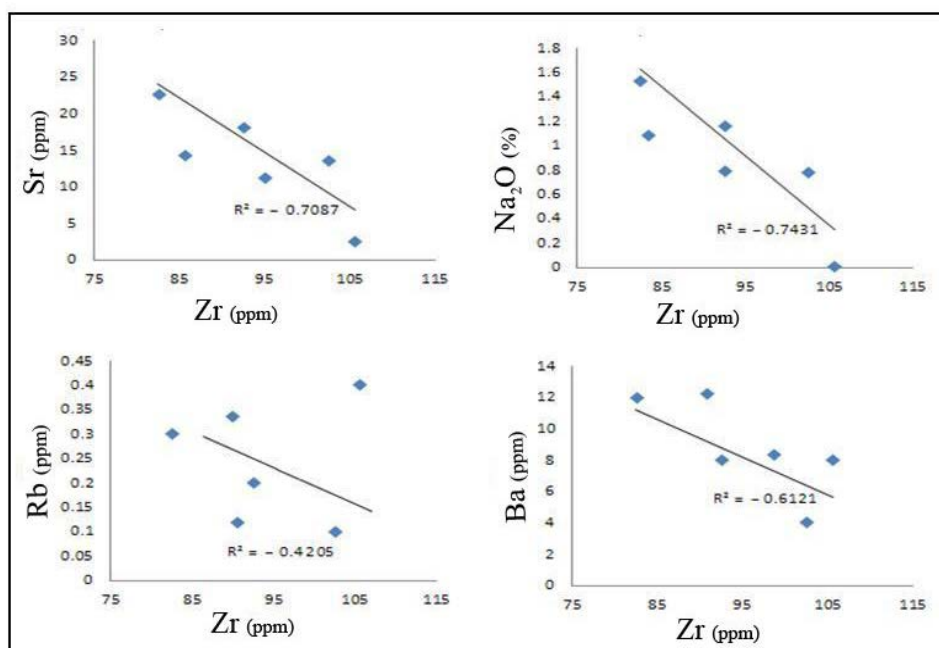 30
25
20
15
10
5
0
Sr (ppm)
R² = – 0.7087
75 85 95 105 115
Zr (ppm)
1.8
1.6
1.4
1.2
1
0.8
0.6
0.4
0.2
0
Na₂O (%)
R² = – 0.7431
75 85 95 105 115
Zr (ppm)
0.45
0.4
0.35
0.3
0.25
0.2
0.15
0.1
0.05
0
Rb (ppm)
R² = – 0.4205
75 85 95 105 115
Zr (ppm)
14
12
10
8
6
4
2
0
Ba (ppm)
R² = – 0.6121
75 85 95 105 115
Zr (ppm)